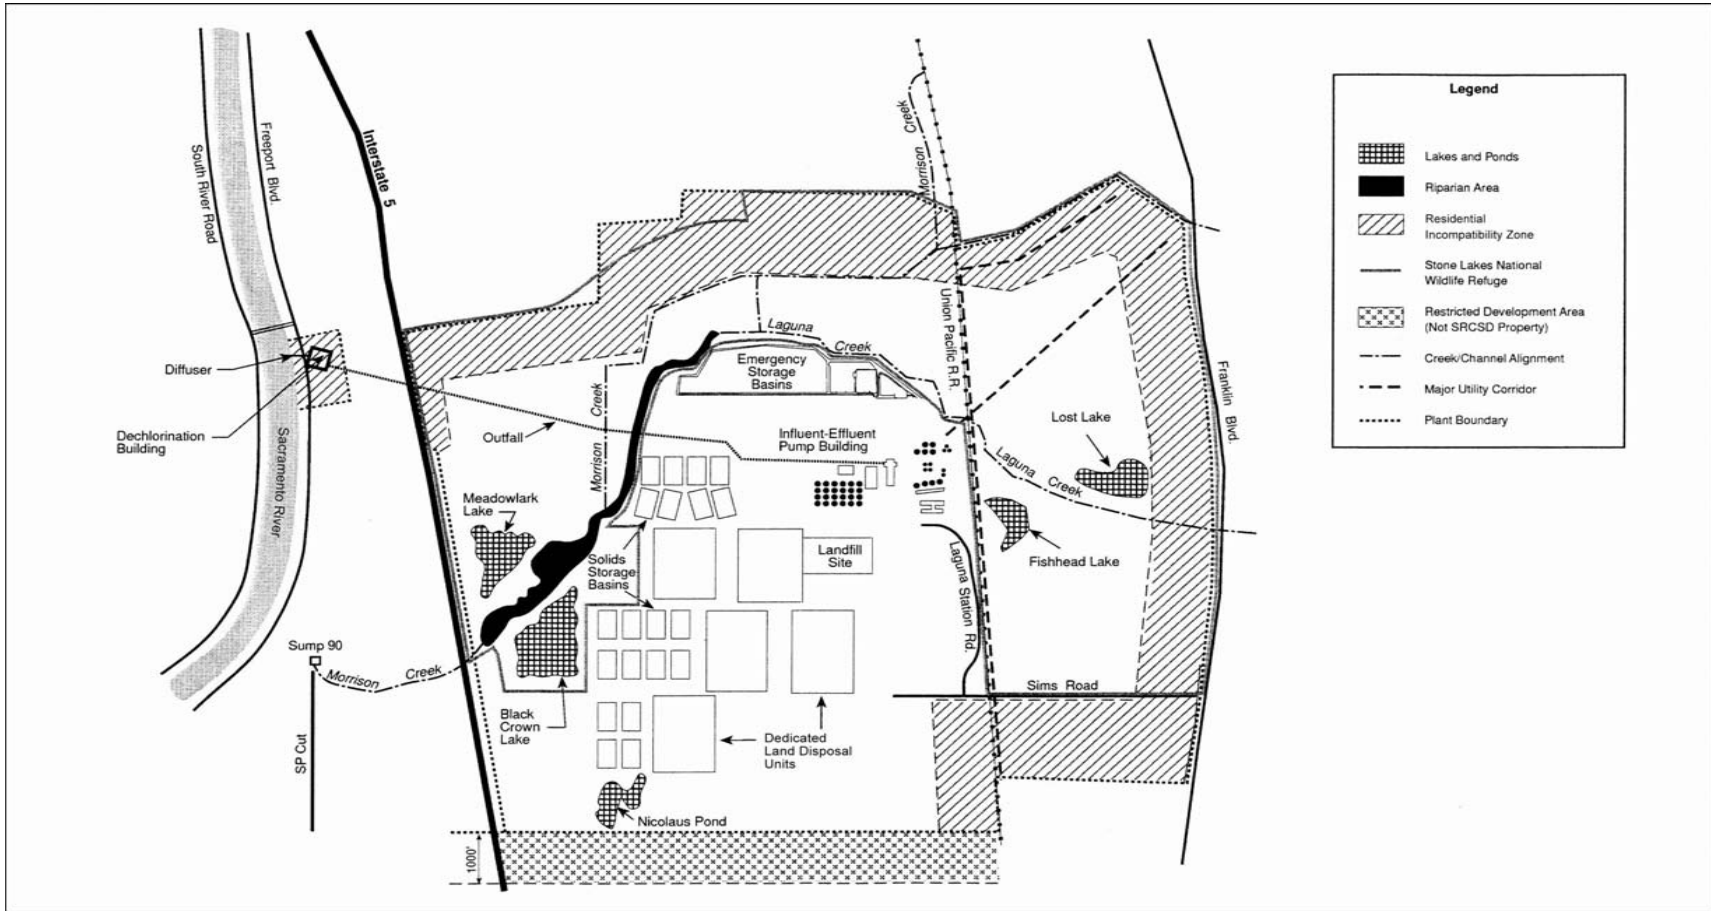 Legend
Lakes and Ponds
Riparian Area
Residential
Incompatibility Zone
Stone Lakes National
Wildlife Refuge
Restricted Development Area
(Not SRCSD Property)
Creek/Channel Alignment
Major Utility Corridor
Plant Boundary
South River Road
Freeport Blvd.
Interstate 5
Morrison Creek
Union Pacific R.R.
Franklin Blvd.
Laguna Creek
Emergency
Storage
Basins
Diffuser
Dechlorination
Building
Sacramento River
Outfall
Morrison Creek
Influent-Effluent
Pump Building
Lost Lake
Laguna Creek
Meadowlark
Lake
Solids
Storage
Basins
Landfill
Site
Laguna Station Rd.
Fishhead Lake
Sump 90
Morrison Creek
SP Cut
Black
Crown
Lake
Sims Road
Dedicated
Land Disposal
Units
Nicolaus Pond
1000'